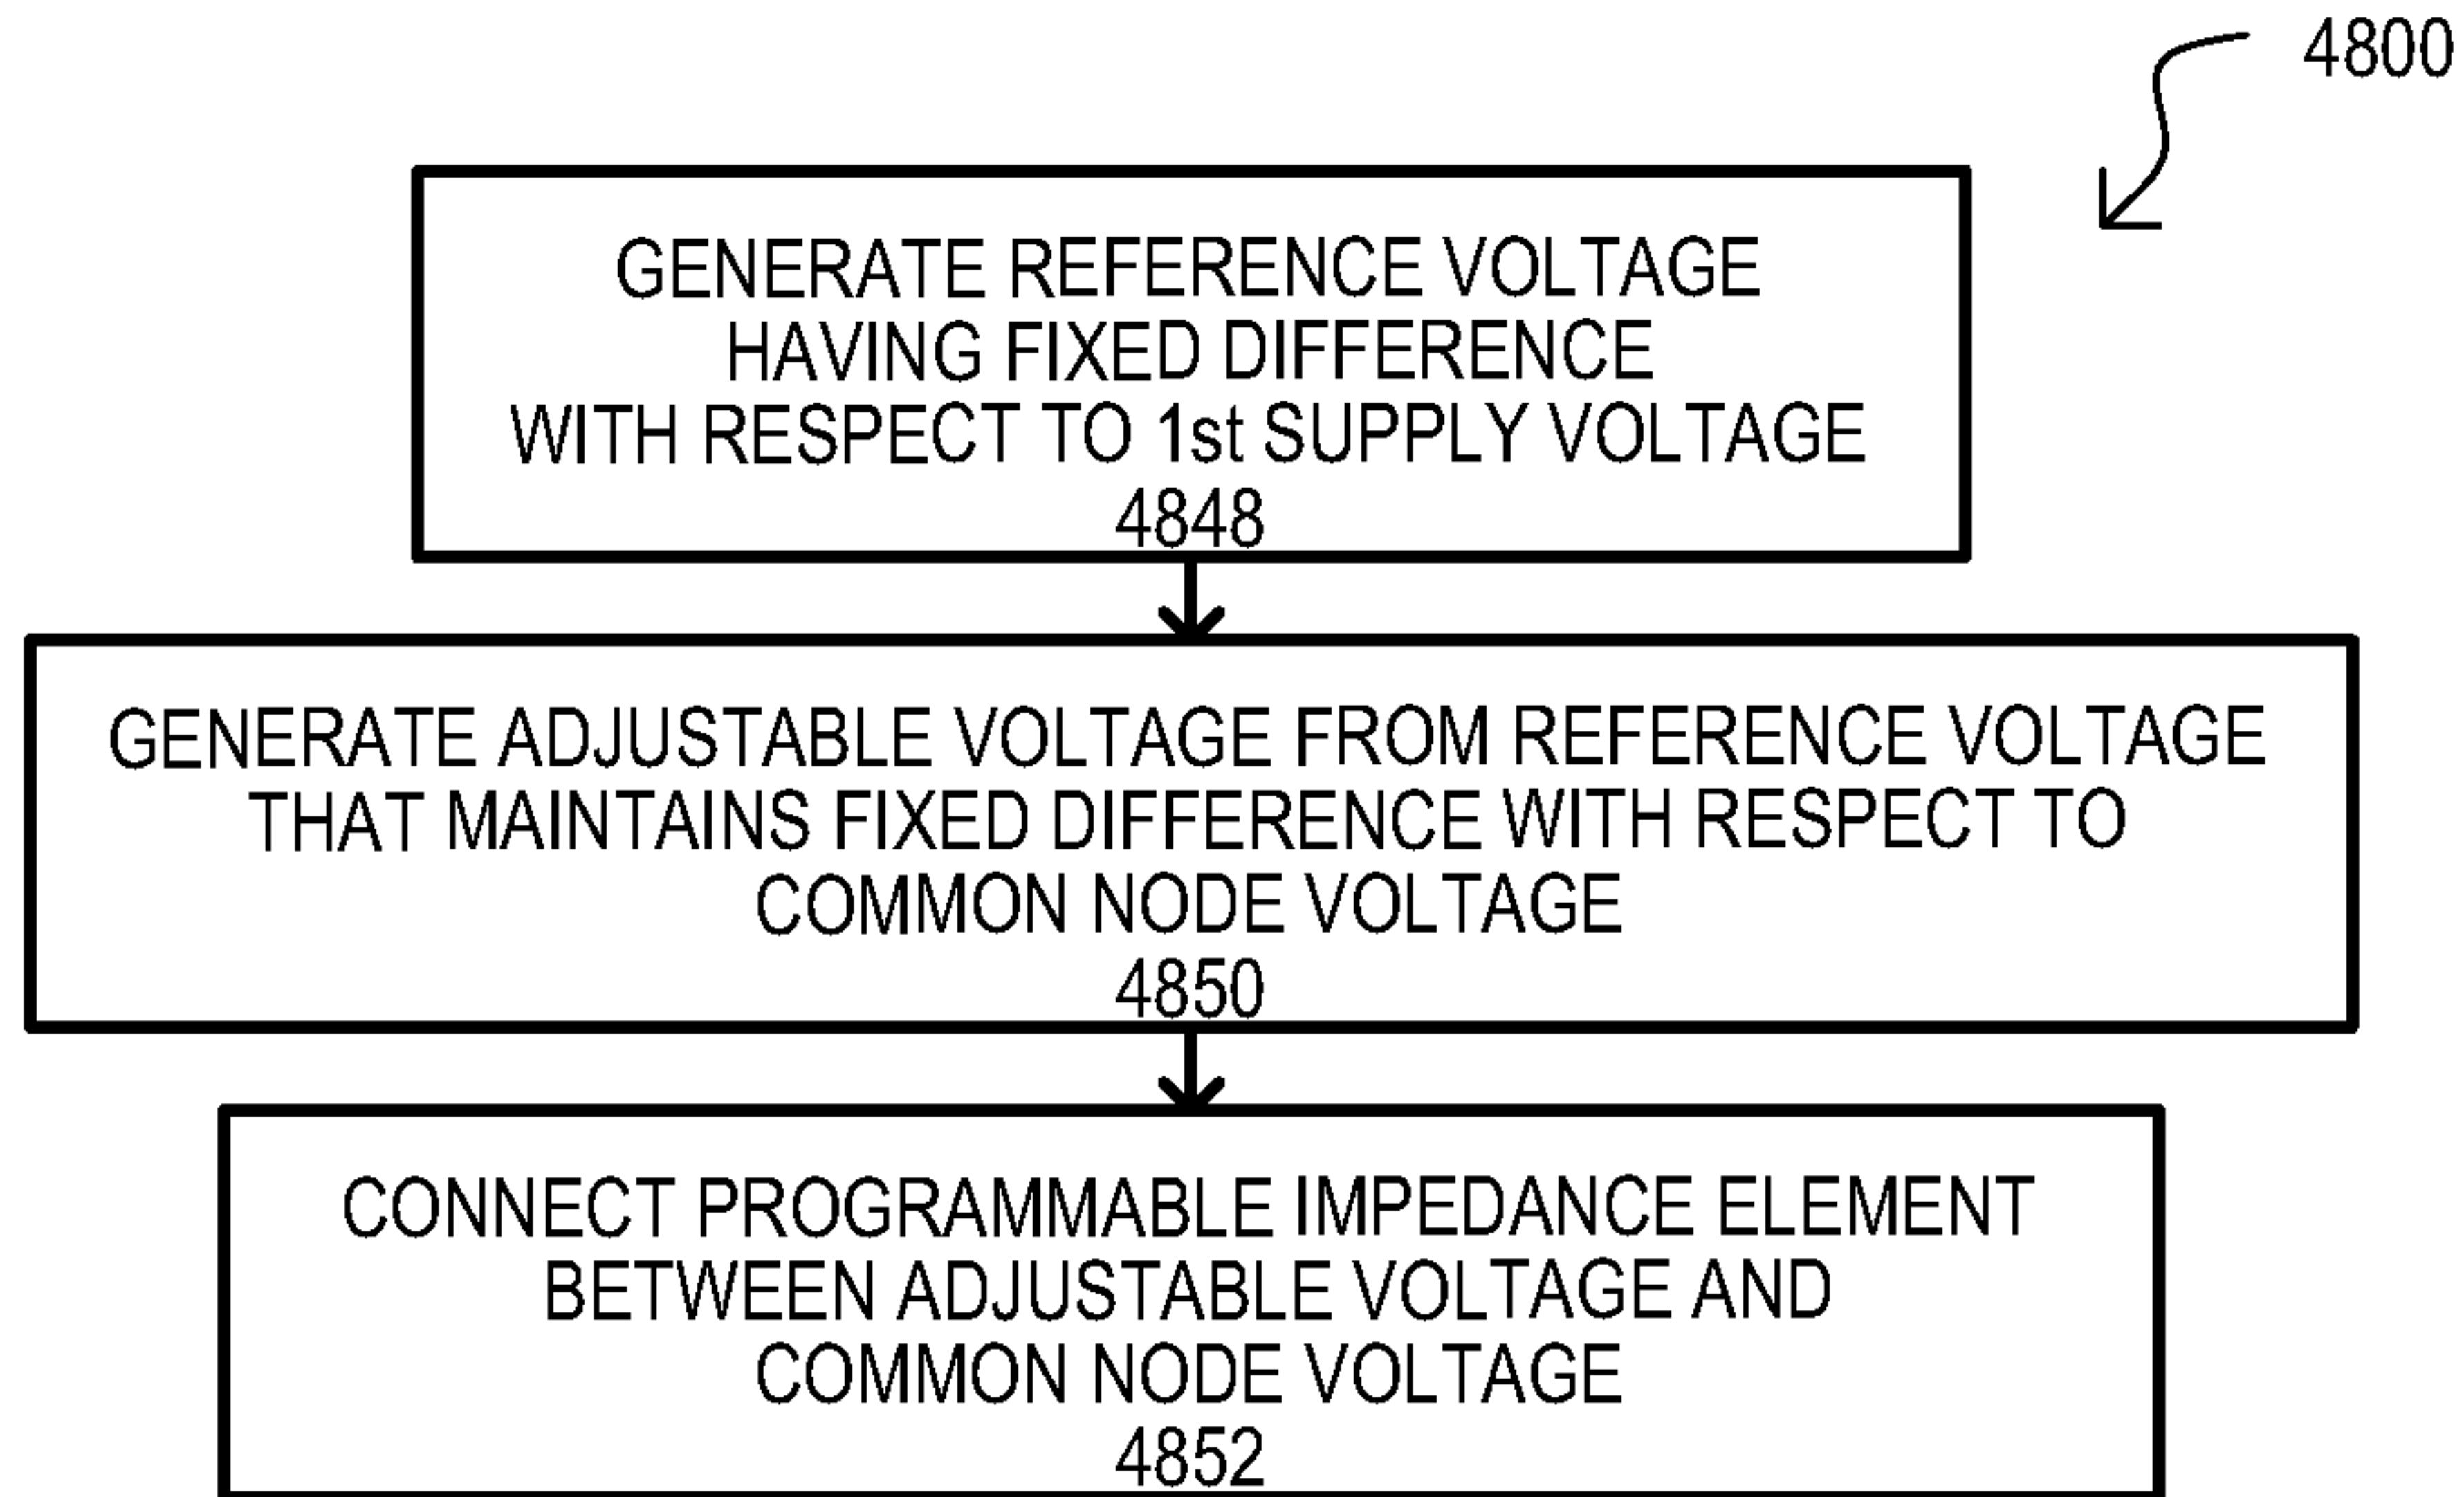 4800
GENERATE REFERENCE VOLTAGE
HAVING FIXED DIFFERENCE
WITH RESPECT TO 1st SUPPLY VOLTAGE
4848
GENERATE ADJUSTABLE VOLTAGE FROM REFERENCE VOLTAGE
THAT MAINTAINS FIXED DIFFERENCE WITH RESPECT TO
COMMON NODE VOLTAGE
4850
CONNECT PROGRAMMABLE IMPEDANCE ELEMENT
BETWEEN ADJUSTABLE VOLTAGE AND
COMMON NODE VOLTAGE
4852